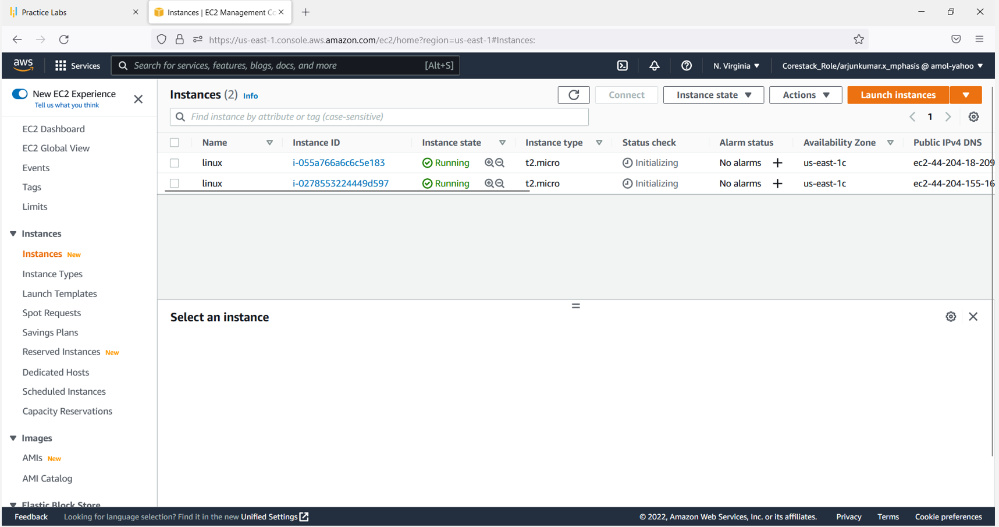 Practice Labs
Instances | EC2 Management Co
https://us-east-1.console.aws.amazon.com/ec2/home?region=us-east-1#Instances:
aws
Services
Search for services, features, blogs, docs, and more [Alt+S]
N. Virginia
Corestack_Role/arjunkumar.x_mphasis @ amol-yahoo
New EC2 Experience
Tell us what you think
EC2 Dashboard
EC2 Global View
Events
Tags
Limits
Instances
Instances New
Instance Types
Launch Templates
Spot Requests
Savings Plans
Reserved Instances New
Dedicated Hosts
Scheduled Instances
Capacity Reservations
Images
AMIs New
AMI Catalog
Elastic Block Store
Instances (2) Info
Connect
Instance state
Actions
Launch instances
Find instance by attribute or tag (case-sensitive)
1
Name Instance ID Instance state Instance type Status check Alarm status Availability Zone Public IPv4 DNS
linux i-055a766a6c6c5e183 Running t2.micro Initializing No alarms us-east-1c ec2-44-204-18-209
linux i-0278553224449d597 Running t2.micro Initializing No alarms us-east-1c ec2-44-204-155-16
Select an instance
Feedback
Looking for language selection? Find it in the new Unified Settings
© 2022, Amazon Web Services, Inc. or its affiliates.
Privacy
Terms
Cookie preferences